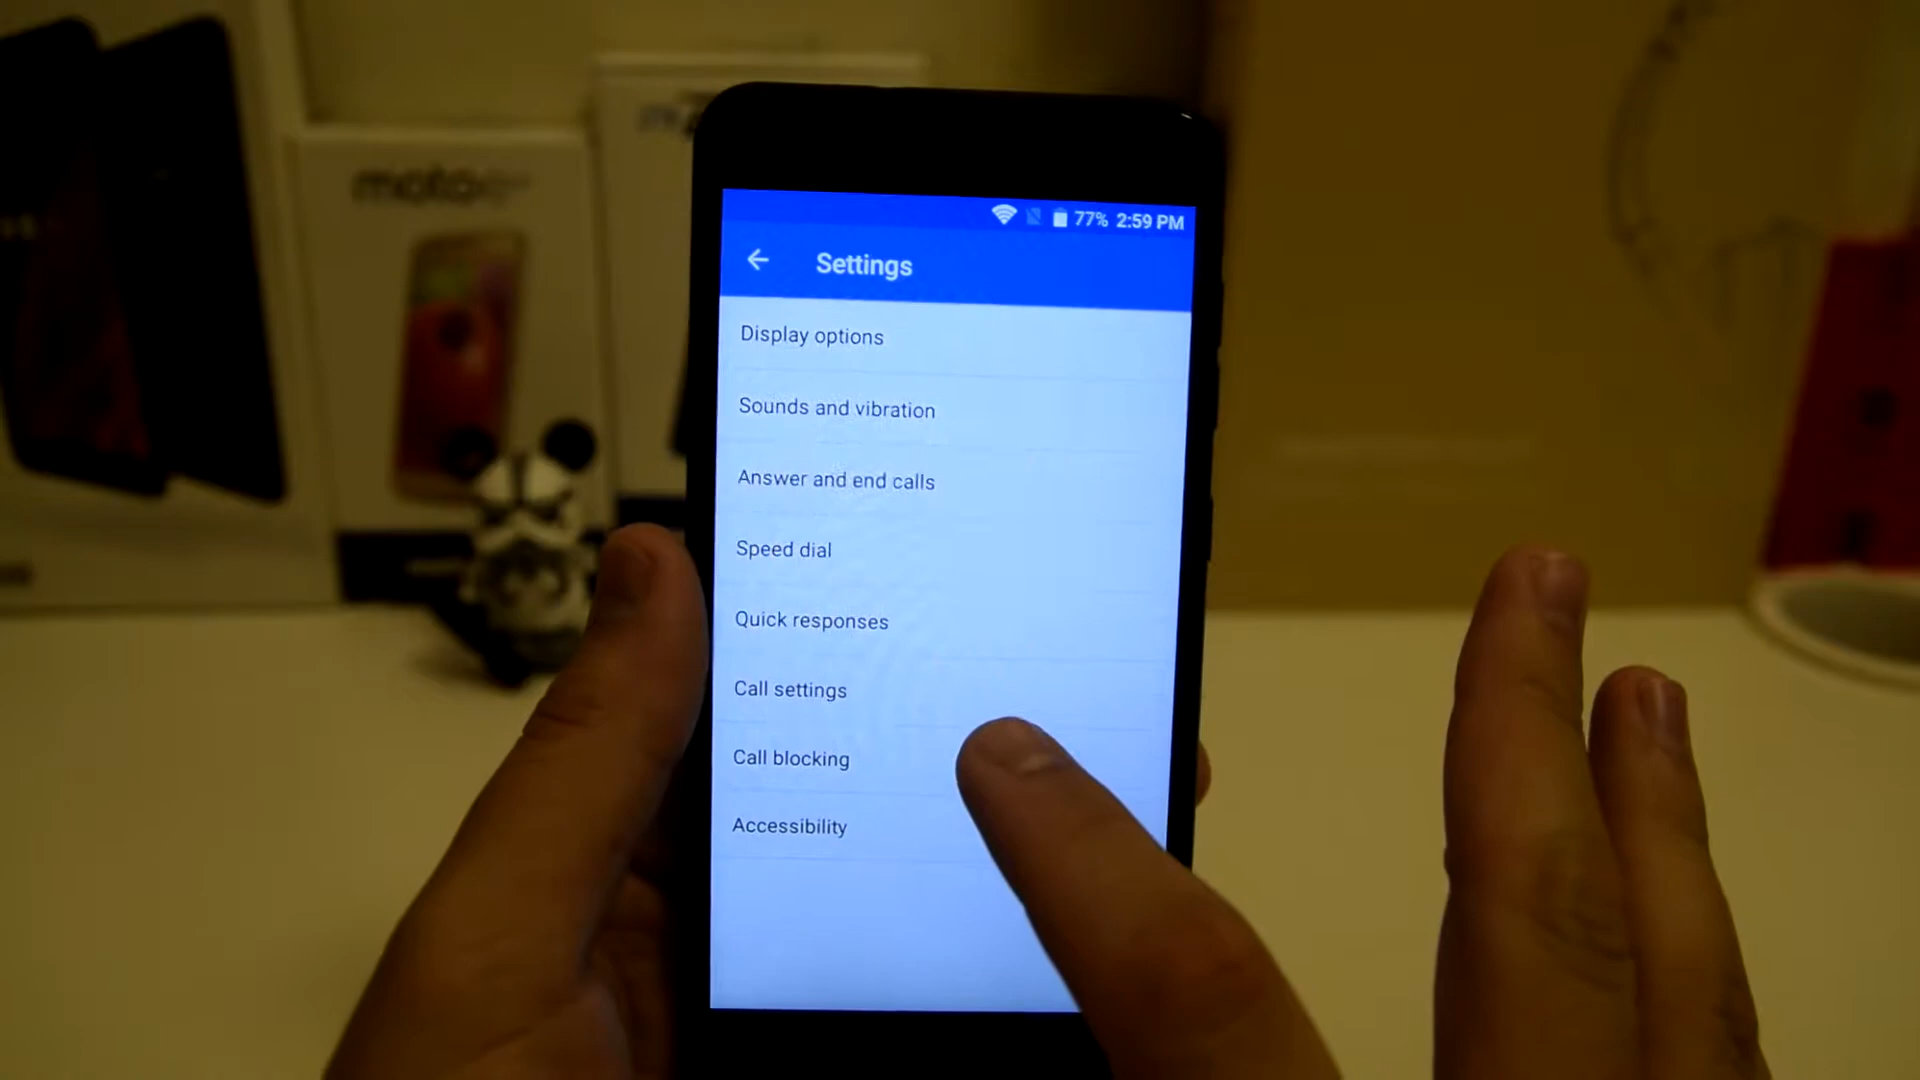 moto
77% 2:59 PM
Settings
Display options
Sounds and vibration
Answer and end calls
Speed dial
Quick responses
Call settings
Call blocking
Accessibility